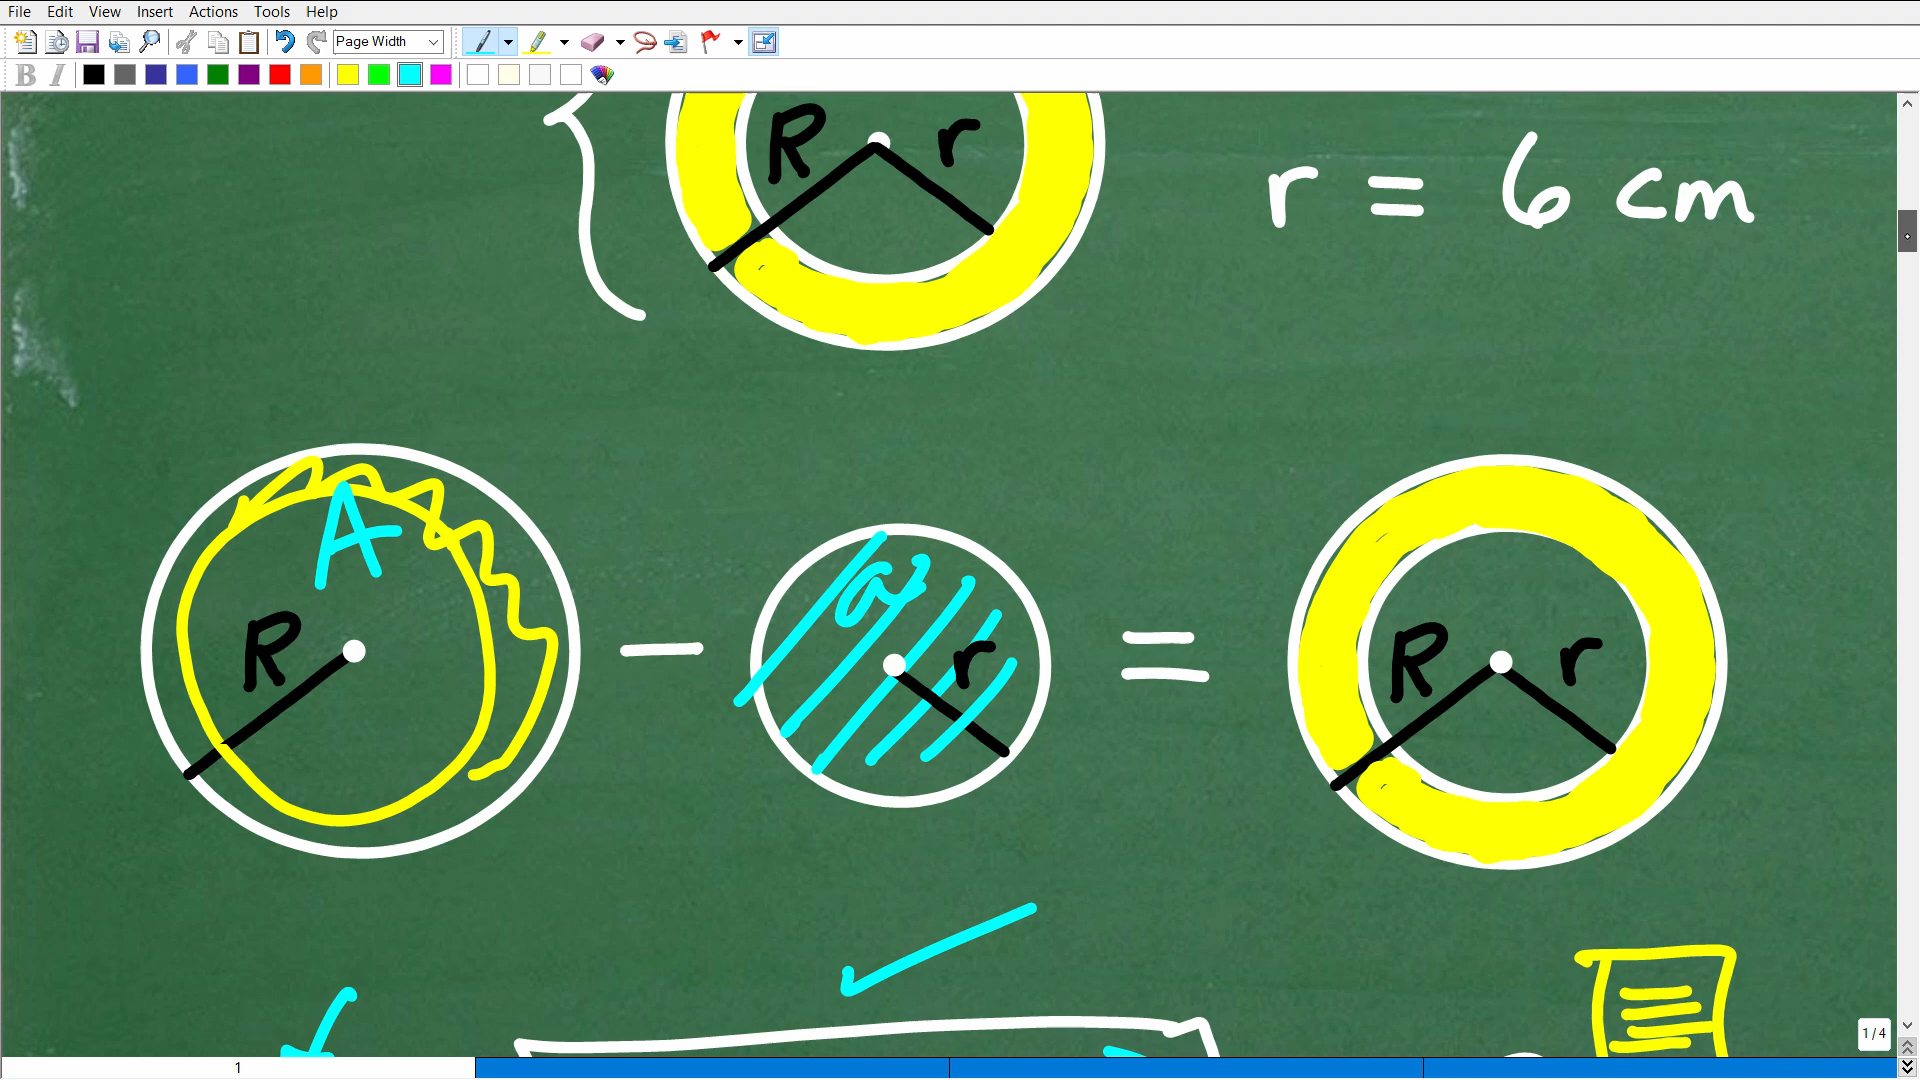 File Edit View Insert Actions Tools Help
Page Width
B I
R r
r = 6 cm
A
R
a
r
R r
− =
1 / 4
1